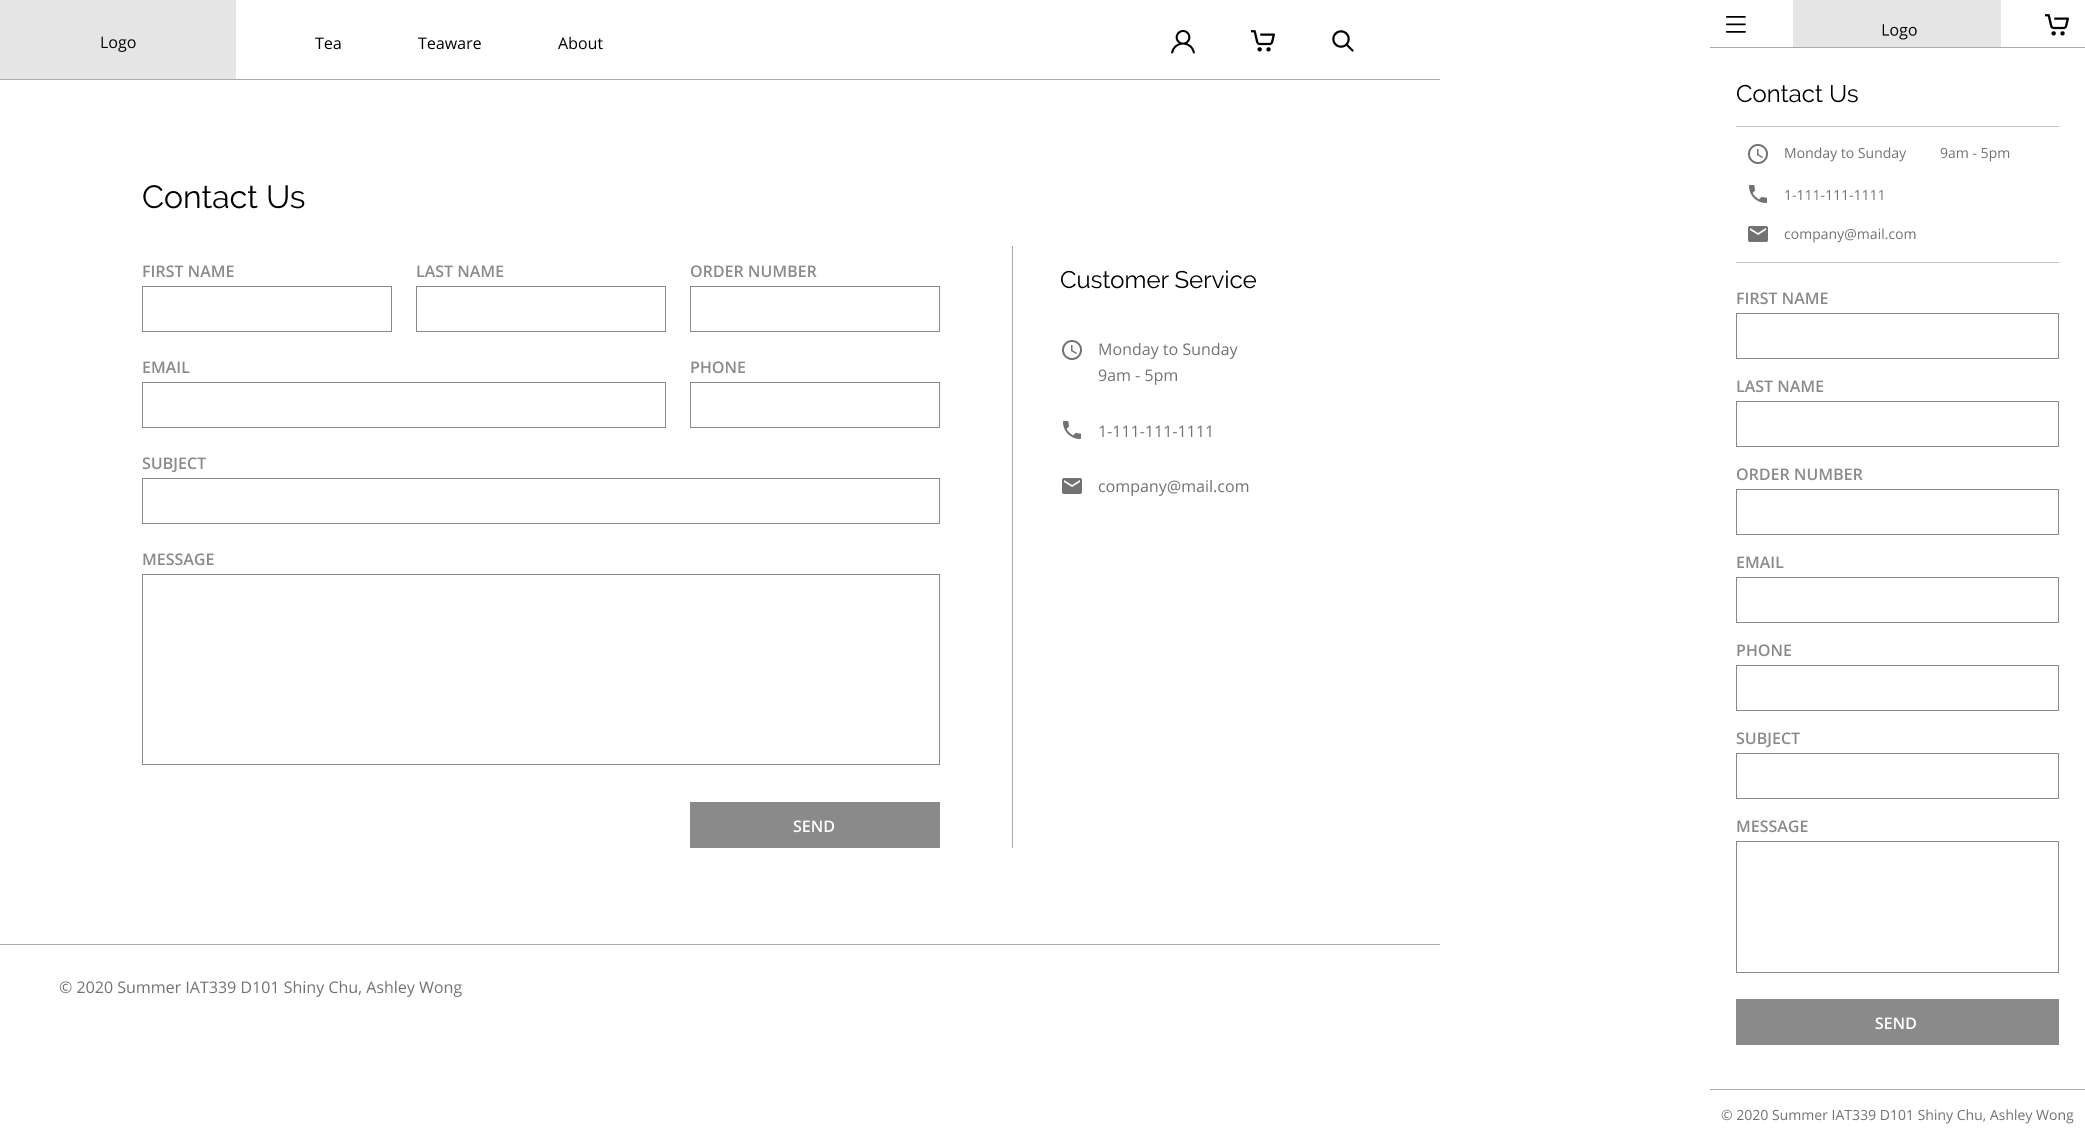 Logo
Tea
Teaware
About
Contact Us
FIRST NAME
LAST NAME
ORDER NUMBER
EMAIL
PHONE
SUBJECT
MESSAGE
SEND
Customer Service
Monday to Sunday
9am - 5pm
1-111-111-1111
company@mail.com
© 2020 Summer IAT339 D101 Shiny Chu, Ashley Wong
Logo
Contact Us
Monday to Sunday 9am - 5pm
1-111-111-1111
company@mail.com
FIRST NAME
LAST NAME
ORDER NUMBER
EMAIL
PHONE
SUBJECT
MESSAGE
SEND
© 2020 Summer IAT339 D101 Shiny Chu, Ashley Wong